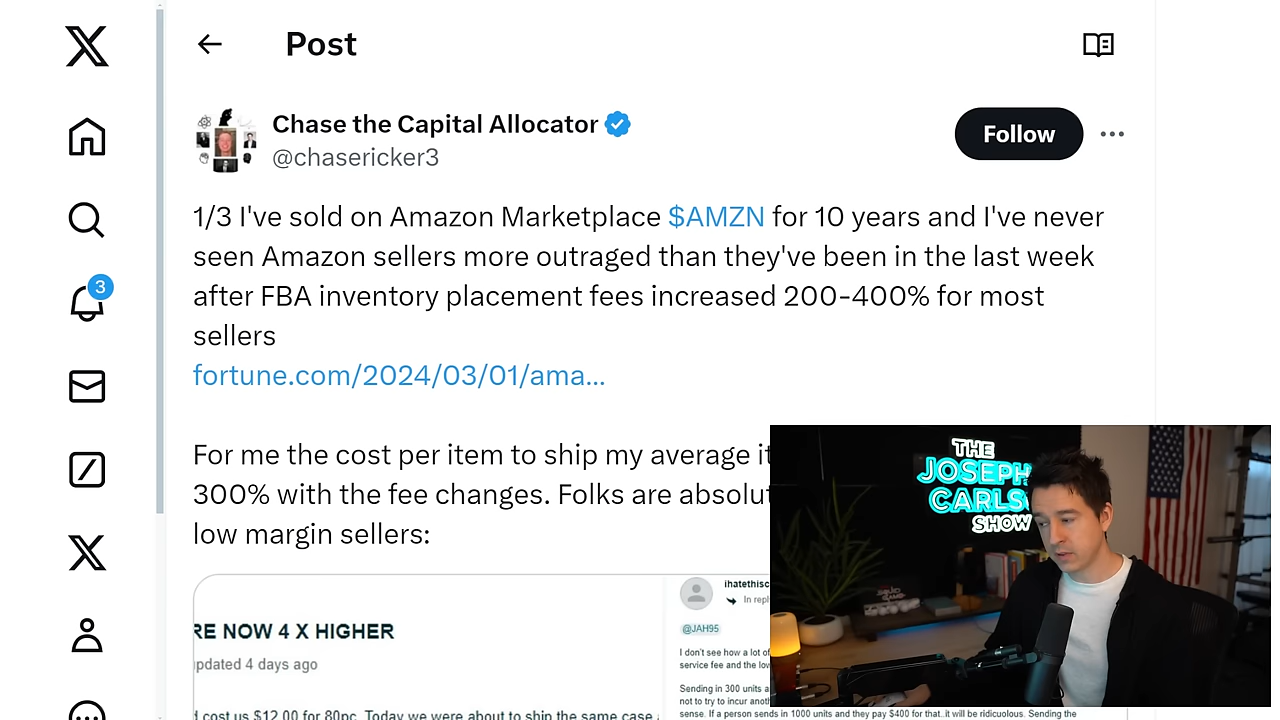 Post
Chase the Capital Allocator
@chasericker3
Follow
1/3 I've sold on Amazon Marketplace $AMZN for 10 years and I've never
seen Amazon sellers more outraged than they've been in the last week
after FBA inventory placement fees increased 200-400% for most
sellers
fortune.com/2024/03/01/ama...
3
For me the cost per item to ship my average it
300% with the fee changes. Folks are absolut
low margin sellers:
THE
JOSEPH
CARLS
SHOW
RE NOW 4 X HIGHER
pdated 4 days ago
cost us $12.00 for 80pc. Today we were about to ship the same case
ihatethisc
In repl
@JAH95
I don't see how a lot of
service fee and the low
Sending in 300 units a
not to try to incur anot
sense. If a person sends in 1000 units and they pay $400 for that..it will be ridiculous. Sending the